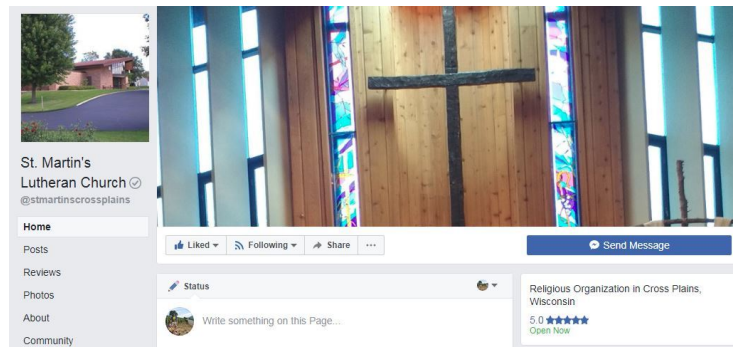 St. Martin's
Lutheran Church
@stmartinscrossplains
Home
Posts
Reviews
Photos
About
Community
Liked
Following
Share
Send Message
Status
Write something on this Page...
Religious Organization in Cross Plains,
Wisconsin
5.0
Open Now